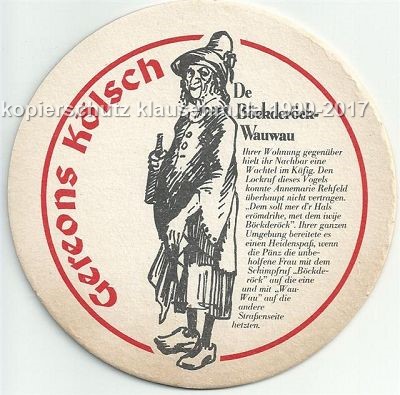 Gereons Kölsch
De
Böckderöck-
Wauwau
kopierschutz klausehm 1999-2017
Ihrer Wohnung gegenüber
hielt ihr Nachbar eine
Wachtel im Käfig. Den
Lockruf dieses Vogels
konnte Annemarie Rehfeld
überhaupt nicht vertragen.
„Dem soll mer d'r Hals
erömdrihe, met dem iwije
Böckderöck". Ihrer ganzen
Umgebung bereitete es
einen Heidenspaß, wenn
die Pänz die unbe-
holfene Frau mit dem
Schimpfruf „Böckde-
röck" auf die eine
und mit „Wau-
Wau" auf die
andere
Straßenseite
hetzten.